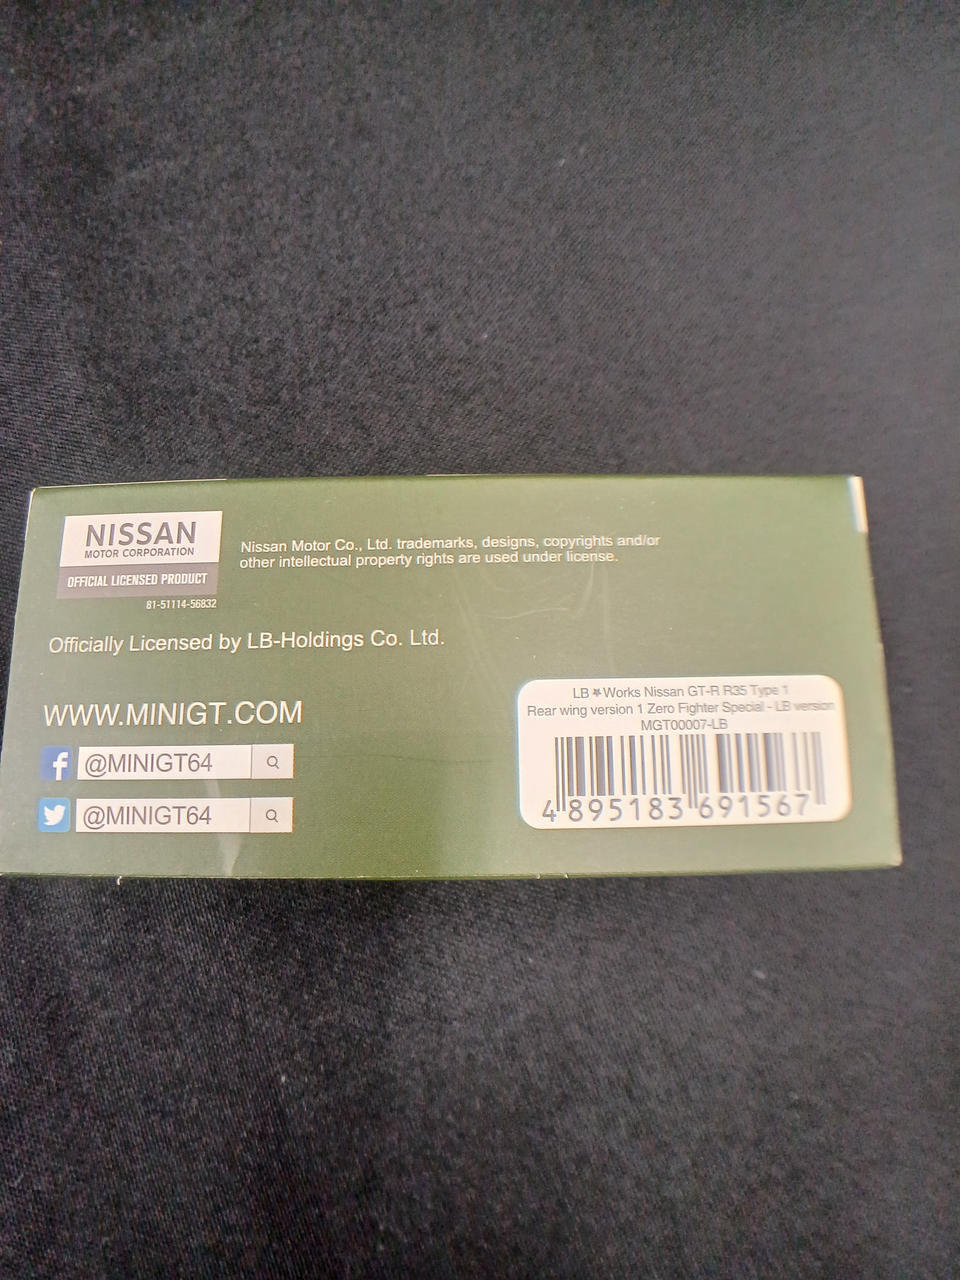 NISSAN
MOTOR CORPORATION
OFFICIAL LICENSED PRODUCT
81-51114-56832
Nissan Motor Co., Ltd. trademarks, designs, copyrights and/or
other intellectual property rights are used under license.
Officially Licensed by LB-Holdings Co. Ltd.
WWW.MINIGT.COM
f @MINIGT64
@MINIGT64
LB★Works Nissan GT-R R35 Type 1
Rear wing version 1 Zero Fighter Special - LB version
MGT00007-LB
4 895183 691567